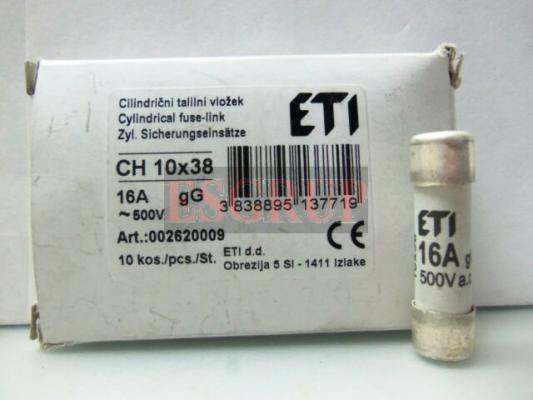 Cilindrični talilni vložek
Cylindrical fuse-link
Zyl. Sicherungseinsätze
ETI
CH 10x38
16A gG
~500V
3 838895 137719
Art.:002620009
10 kos./pcs./St.
ETI d.d.
Obrezija 5 SI - 1411 Izlake
CE
ESGRUP
ETI
16A g
500V a.c
10x38